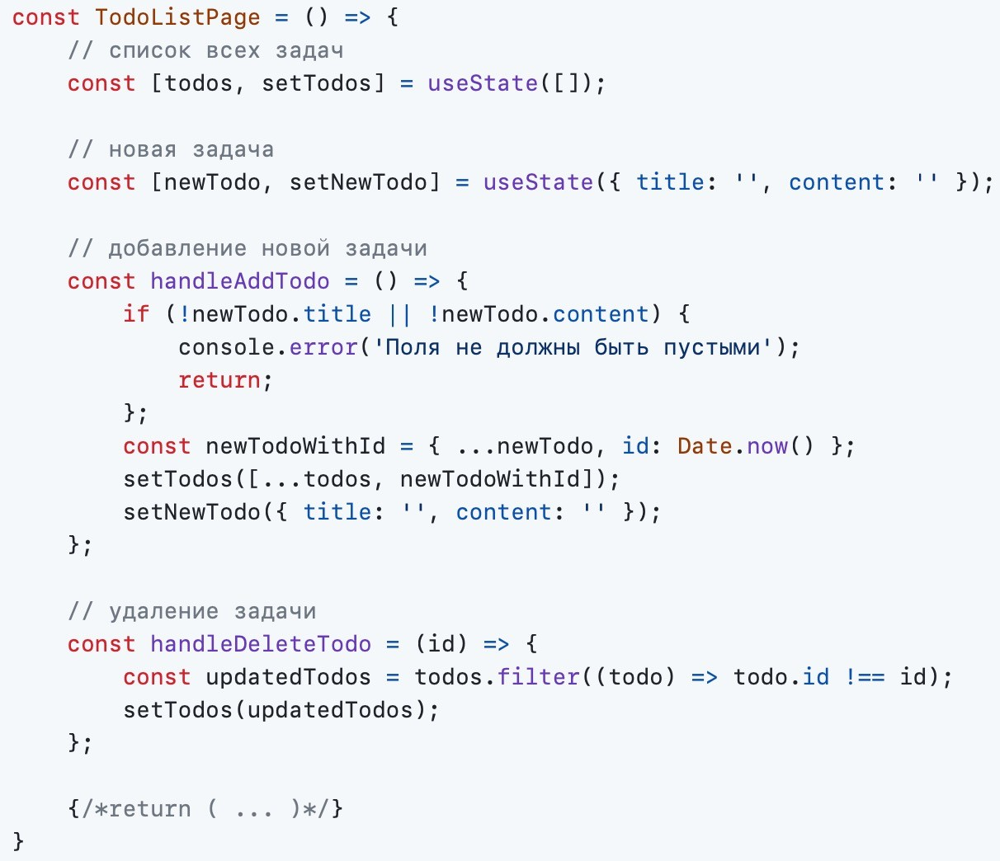 const TodoListPage = () => {
    // список всех задач
    const [todos, setTodos] = useState([]);

    // новая задача
    const [newTodo, setNewTodo] = useState({ title: '', content: '' });

    // добавление новой задачи
    const handleAddTodo = () => {
        if (!newTodo.title || !newTodo.content) {
            console.error('Поля не должны быть пустыми');
            return;
        };
        const newTodoWithId = { ...newTodo, id: Date.now() };
        setTodos([...todos, newTodoWithId]);
        setNewTodo({ title: '', content: '' });
    };

    // удаление задачи
    const handleDeleteTodo = (id) => {
        const updatedTodos = todos.filter((todo) => todo.id !== id);
        setTodos(updatedTodos);
    };

    {/*return ( ... )*/}
}